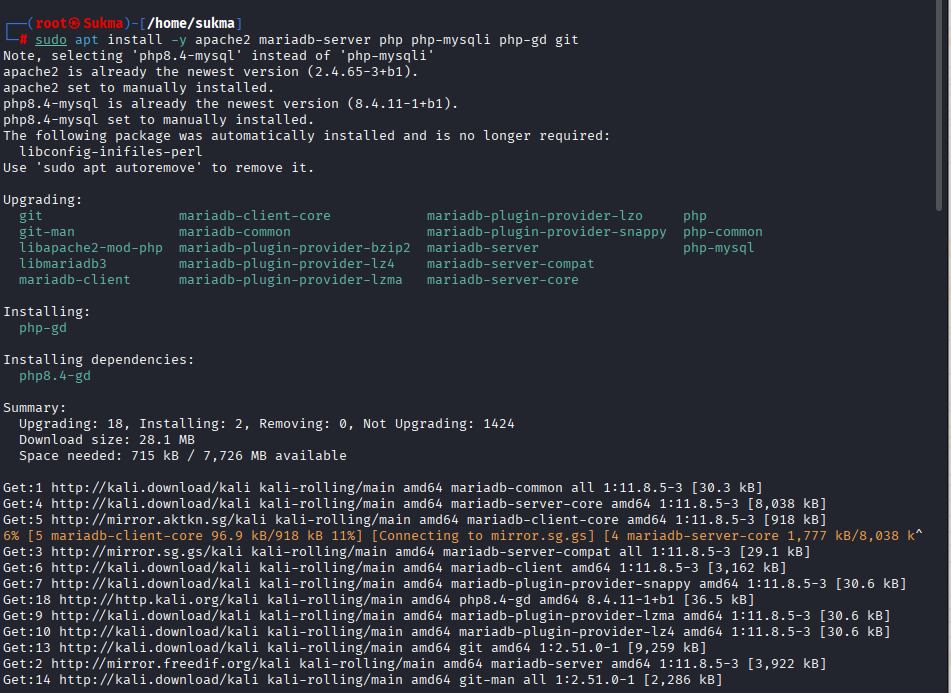 ┌──(root㉿Sukma)-[/home/sukma]
└─# sudo apt install -y apache2 mariadb-server php php-mysqli php-gd git
Note, selecting 'php8.4-mysql' instead of 'php-mysqli'
apache2 is already the newest version (2.4.65-3+b1).
apache2 set to manually installed.
php8.4-mysql is already the newest version (8.4.11-1+b1).
php8.4-mysql set to manually installed.
The following package was automatically installed and is no longer required:
  libconfig-inifiles-perl
Use 'sudo apt autoremove' to remove it.

Upgrading:
  git                 mariadb-client-core            mariadb-plugin-provider-lzo     php
  git-man             mariadb-common                 mariadb-plugin-provider-snappy  php-common
  libapache2-mod-php  mariadb-plugin-provider-bzip2  mariadb-server                  php-mysql
  libmariadb3         mariadb-plugin-provider-lz4    mariadb-server-compat
  mariadb-client      mariadb-plugin-provider-lzma   mariadb-server-core

Installing:
  php-gd

Installing dependencies:
  php8.4-gd

Summary:
  Upgrading: 18, Installing: 2, Removing: 0, Not Upgrading: 1424
  Download size: 28.1 MB
  Space needed: 715 kB / 7,726 MB available

Get:1 http://kali.download/kali kali-rolling/main amd64 mariadb-common all 1:11.8.5-3 [30.3 kB]
Get:4 http://kali.download/kali kali-rolling/main amd64 mariadb-server-core amd64 1:11.8.5-3 [8,038 kB]
Get:5 http://mirror.aktkn.sg/kali kali-rolling/main amd64 mariadb-client-core amd64 1:11.8.5-3 [918 kB]
6% [5 mariadb-client-core 96.9 kB/918 kB 11%] [Connecting to mirror.sg.gs] [4 mariadb-server-core 1,777 kB/8,038 k^
Get:3 http://mirror.sg.gs/kali kali-rolling/main amd64 mariadb-server-compat all 1:11.8.5-3 [29.1 kB]
Get:6 http://kali.download/kali kali-rolling/main amd64 mariadb-client amd64 1:11.8.5-3 [3,162 kB]
Get:7 http://kali.download/kali kali-rolling/main amd64 mariadb-plugin-provider-snappy amd64 1:11.8.5-3 [30.6 kB]
Get:18 http://http.kali.org/kali kali-rolling/main amd64 php8.4-gd amd64 8.4.11-1+b1 [36.5 kB]
Get:9 http://kali.download/kali kali-rolling/main amd64 mariadb-plugin-provider-lzma amd64 1:11.8.5-3 [30.6 kB]
Get:10 http://kali.download/kali kali-rolling/main amd64 mariadb-plugin-provider-lz4 amd64 1:11.8.5-3 [30.6 kB]
Get:13 http://kali.download/kali kali-rolling/main amd64 git amd64 1:2.51.0-1 [9,259 kB]
Get:2 http://mirror.freedif.org/kali kali-rolling/main amd64 mariadb-server amd64 1:11.8.5-3 [3,922 kB]
Get:14 http://kali.download/kali kali-rolling/main amd64 git-man all 1:2.51.0-1 [2,286 kB]